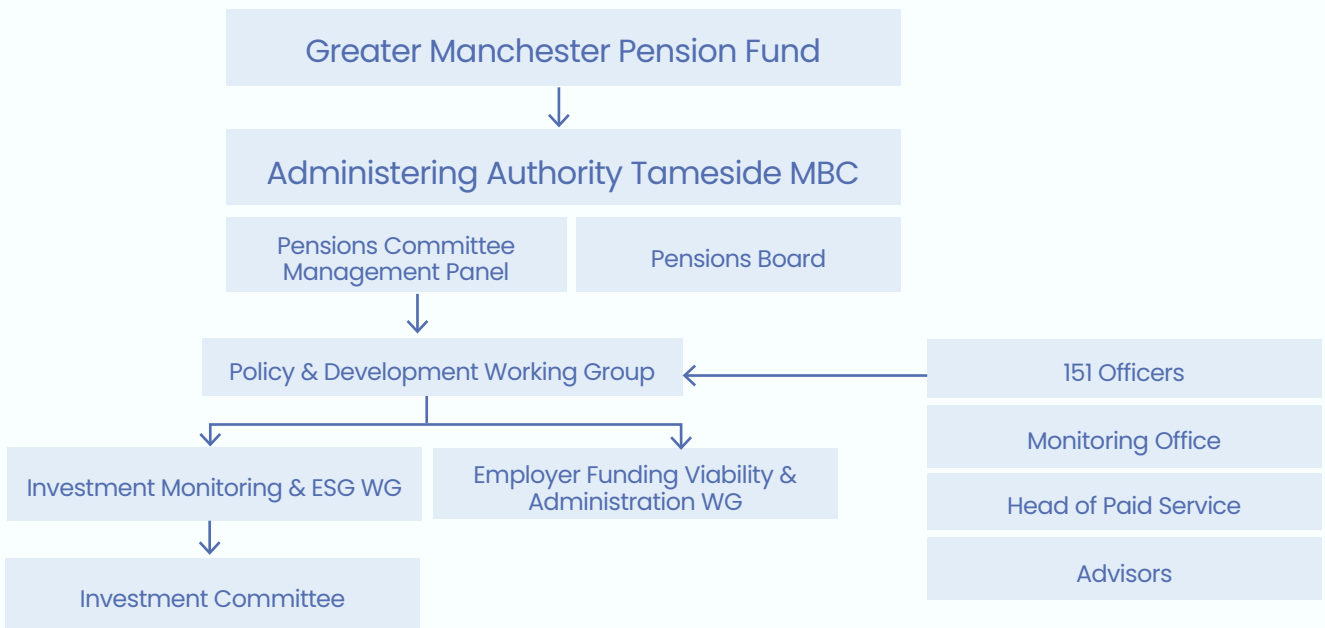 Greater Manchester Pension Fund
Administering Authority Tameside MBC
Pensions Committee
Management Panel
Pensions Board
Policy & Development Working Group
151 Officers
Monitoring Office
Head of Paid Service
Advisors
Investment Monitoring & ESG WG
Employer Funding Viability &
Administration WG
Investment Committee